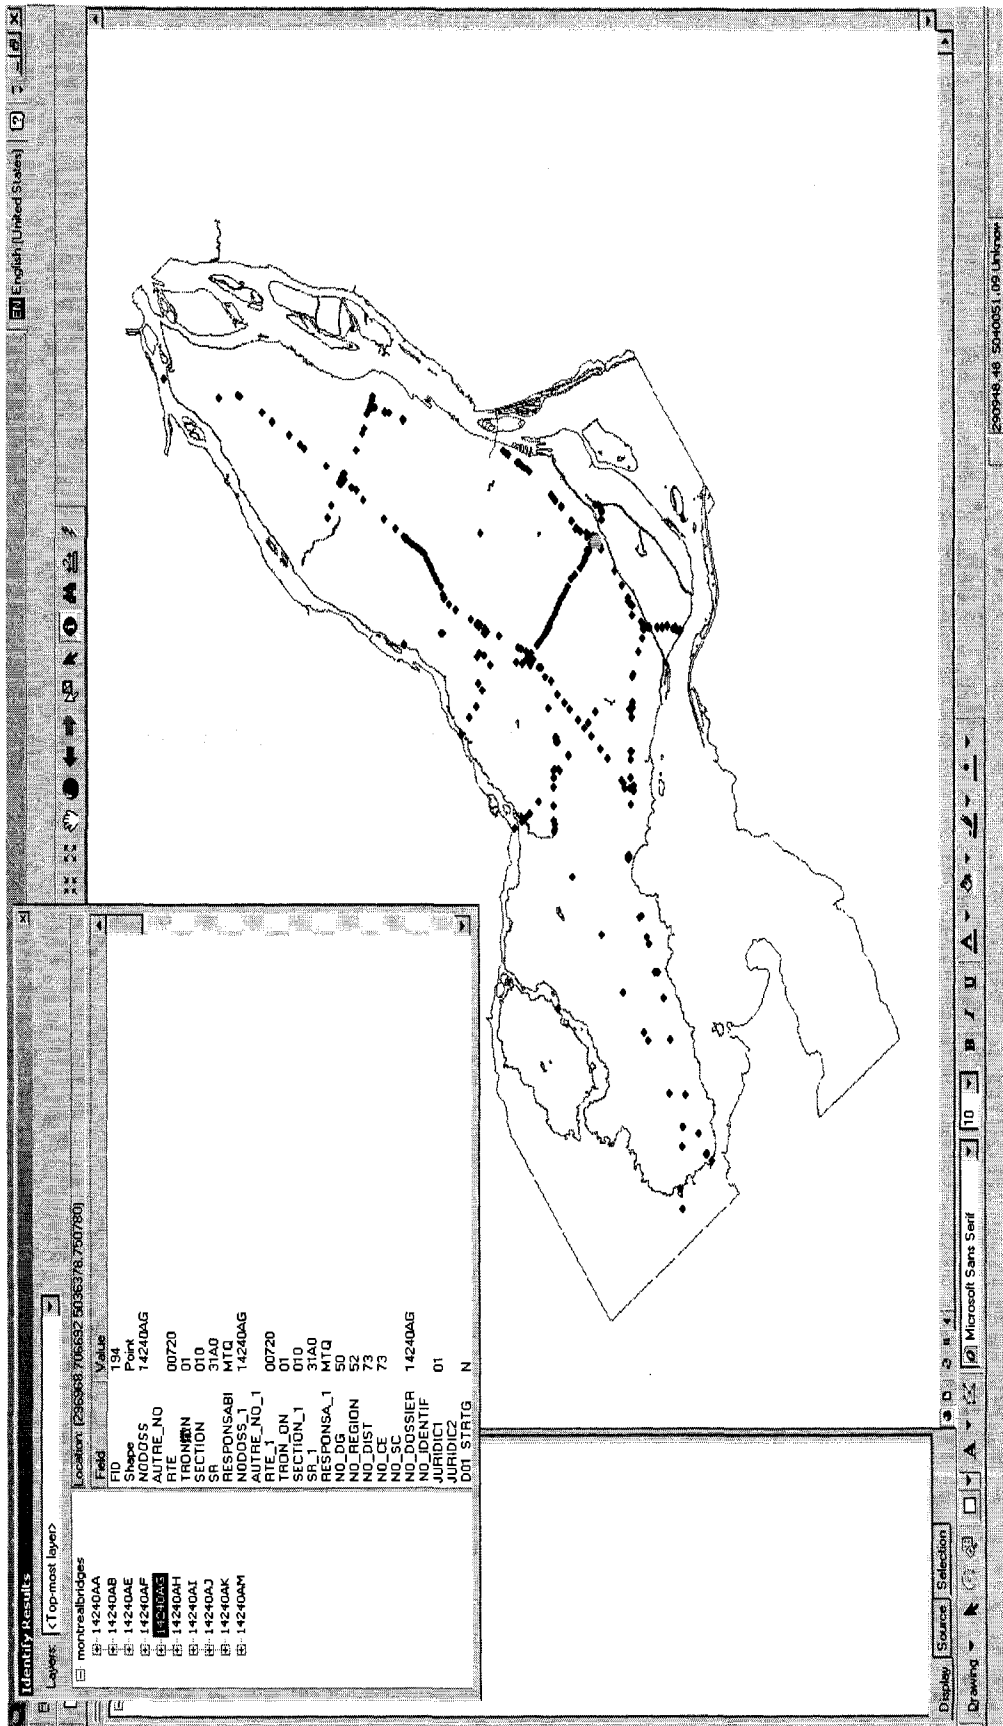 Identify Results
EN English (United States)
Layers: <Top-most layer>
montrealbridges
14240AA
14240AB
14240AE
14240AF
14240AG
14240AH
14240AI
14240AJ
14240AK
14240AM
Location: (296968.706692 5036378.750780)
Field Value
FID 194
Shape Point
NODOSS 14240AG
AUTRE_NO
RTE 00720
01
SECTION 010
SR 31A0
RESPONSABI MTQ
NODOSS_1 14240AG
AUTRE_NO_1
RTE_1 00720
TRON_ON 01
SECTION_1 010
SR_1 31A0
RESPONSA_1 MTQ
NO_DG 50
NO_REGION 52
NO_DIST 73
NO_CE 73
NO_SC
NO_DOSSIER 14240AG
NO_IDENTIF
JURIDIC1 01
JURIDIC2
D01_STRTG N
Display Source Selection
Drawing A Microsoft Sans Serif 10 B I U A
290948.48 5040051.09 Unknow